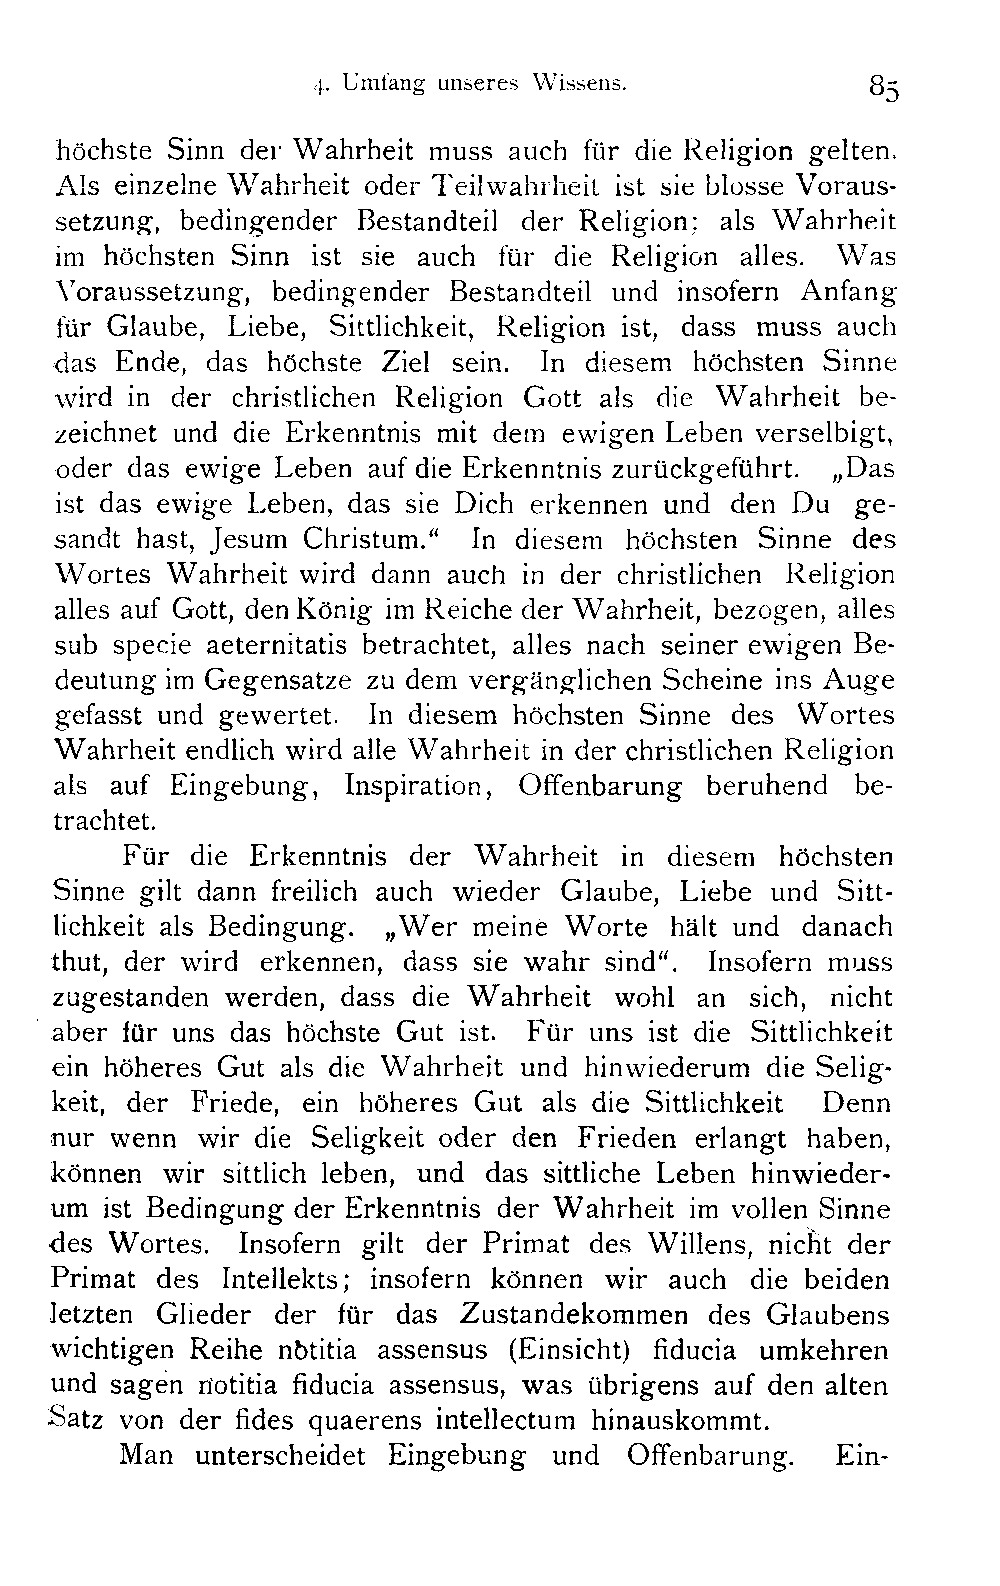 4. Umfang unseres Wissens. 85
höchste Sinn der Wahrheit muss auch für die Religion gelten.
Als einzelne Wahrheit oder Teilwahrheit ist sie blosse Voraus-
setzung, bedingender Bestandteil der Religion; als Wahrheit
im höchsten Sinn ist sie auch für die Religion alles. Was
Voraussetzung, bedingender Bestandteil und insofern Anfang
für Glaube, Liebe, Sittlichkeit, Religion ist, dass muss auch
das Ende, das höchste Ziel sein. In diesem höchsten Sinne
wird in der christlichen Religion Gott als die Wahrheit be-
zeichnet und die Erkenntnis mit dem ewigen Leben verselbigt,
oder das ewige Leben auf die Erkenntnis zurückgeführt. „Das
ist das ewige Leben, das sie Dich erkennen und den Du ge-
sandt hast, Jesum Christum.“ In diesem höchsten Sinne des
Wortes Wahrheit wird dann auch in der christlichen Religion
alles auf Gott, den König im Reiche der Wahrheit, bezogen, alles
sub specie aeternitatis betrachtet, alles nach seiner ewigen Be-
deutung im Gegensatze zu dem vergänglichen Scheine ins Auge
gefasst und gewertet. In diesem höchsten Sinne des Wortes
Wahrheit endlich wird alle Wahrheit in der christlichen Religion
als auf Eingebung, Inspiration, Offenbarung beruhend be-
trachtet.
Für die Erkenntnis der Wahrheit in diesem höchsten
Sinne gilt dann freilich auch wieder Glaube, Liebe und Sitt-
lichkeit als Bedingung. „Wer meine Worte hält und danach
thut, der wird erkennen, dass sie wahr sind“. Insofern muss
zugestanden werden, dass die Wahrheit wohl an sich, nicht
aber für uns das höchste Gut ist. Für uns ist die Sittlichkeit
ein höheres Gut als die Wahrheit und hinwiederum die Selig-
keit, der Friede, ein höheres Gut als die Sittlichkeit Denn
nur wenn wir die Seligkeit oder den Frieden erlangt haben,
können wir sittlich leben, und das sittliche Leben hinwieder-
um ist Bedingung der Erkenntnis der Wahrheit im vollen Sinne
des Wortes. Insofern gilt der Primat des Willens, nicht der
Primat des Intellekts; insofern können wir auch die beiden
letzten Glieder der für das Zustandekommen des Glaubens
wichtigen Reihe notitia assensus (Einsicht) fiducia umkehren
und sagen notitia fiducia assensus, was übrigens auf den alten
Satz von der fides quaerens intellectum hinauskommt.
Man unterscheidet Eingebung und Offenbarung. Ein-